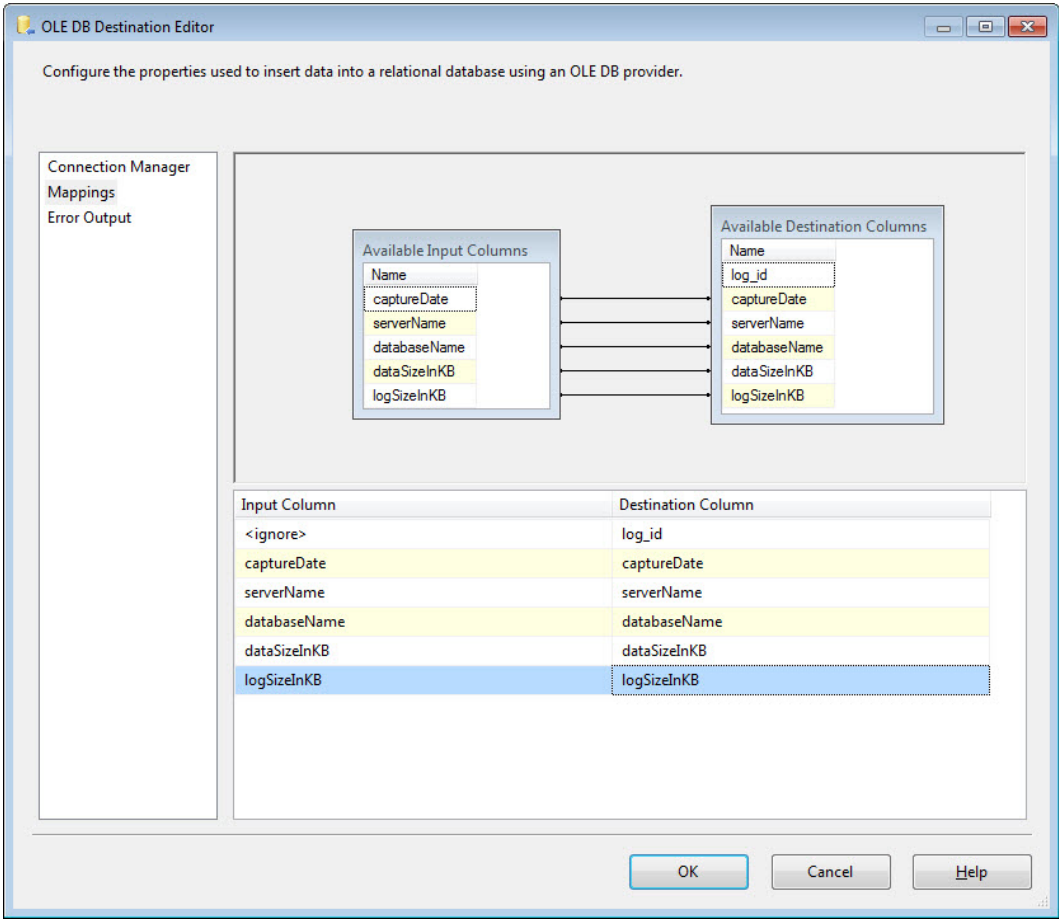 OLE DB Destination Editor
Configure the properties used to insert data into a relational database using an OLE DB provider.
Connection Manager
Mappings
Error Output
Available Input Columns
Name
captureDate
serverName
databaseName
dataSizeInKB
logSizeInKB
Available Destination Columns
Name
log_id
captureDate
serverName
databaseName
dataSizeInKB
logSizeInKB
Input Column Destination Column
<ignore> log_id
captureDate captureDate
serverName serverName
databaseName databaseName
dataSizeInKB dataSizeInKB
logSizeInKB logSizeInKB
OK Cancel Help